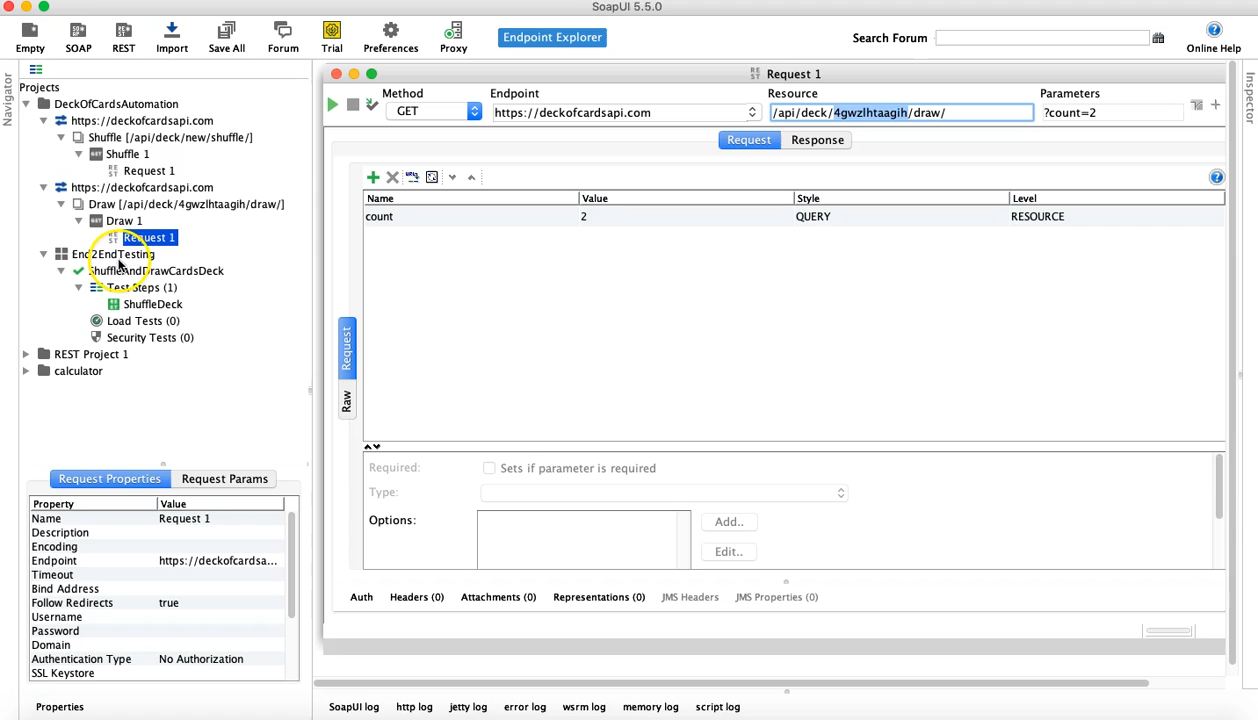 SoapUI 5.5.0
Empty SOAP REST Import Save All Forum Trial Preferences Proxy Endpoint Explorer Search Forum Online Help
Navigator
Projects
DeckOfCardsAutomation
https://deckofcardsapi.com
Shuffle [/api/deck/new/shuffle/]
Shuffle 1
Request 1
https://deckofcardsapi.com
Draw [/api/deck/4gwzlhtaagih/draw/]
Draw 1
Request 1
End2EndTesting
ShuffleAndDrawCardsDeck
Test Steps (1)
ShuffleDeck
Load Tests (0)
Security Tests (0)
REST Project 1
calculator
Request Properties Request Params
Property Value
Name Request 1
Description
Encoding
Endpoint https://deckofcardsa...
Timeout
Bind Address
Follow Redirects true
Username
Password
Domain
Authentication Type No Authorization
SSL Keystore
Properties
REST Request 1
Method Endpoint Resource Parameters
GET https://deckofcardsapi.com /api/deck/4gwzlhtaagih/draw/ ?count=2
Request Response
Name Value Style Level
count 2 QUERY RESOURCE
Request
Raw
Required: Sets if parameter is required
Type:
Options: Add..
Edit..
Auth Headers (0) Attachments (0) Representations (0) JMS Headers JMS Properties (0)
SoapUI log http log jetty log error log wsrm log memory log script log
Inspector